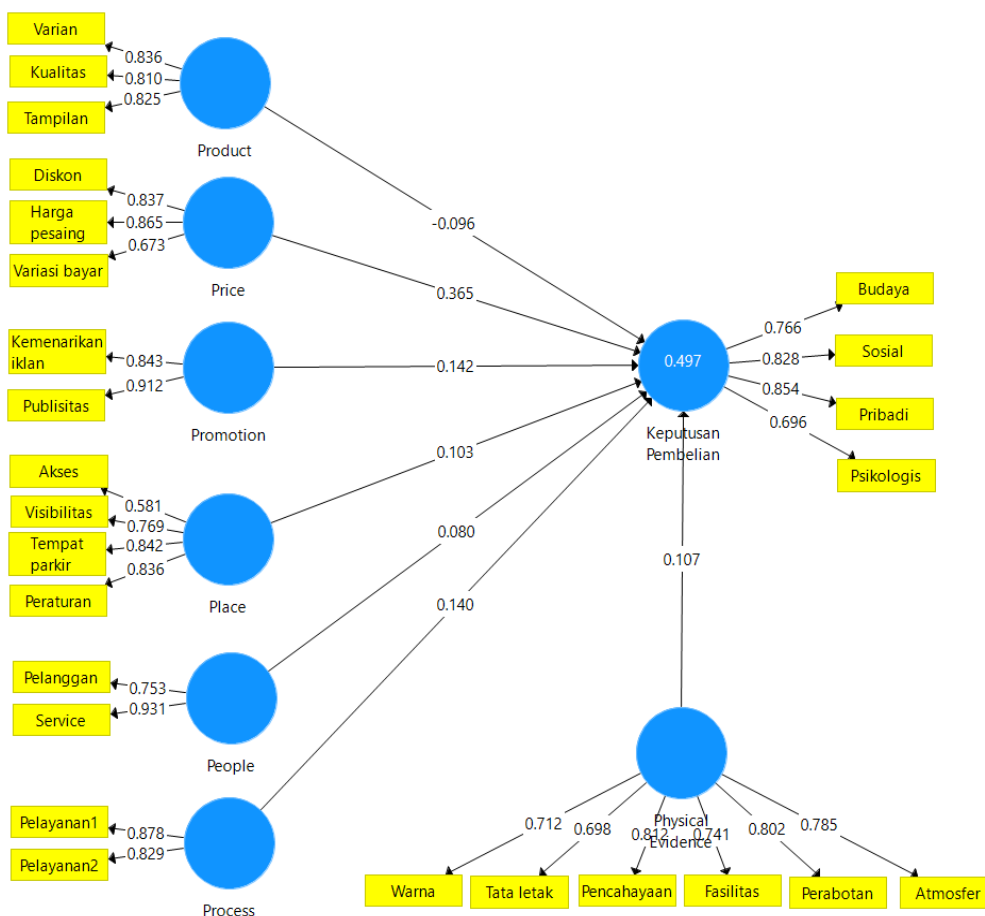 Varian
0.836
Kualitas
0.810
Tampilan
0.825
Product
-0.096
Diskon
0.837
Harga
pesaing
0.865
Variasi bayar
0.673
Price
0.365
Kemenarikan
iklan
0.843
Publisitas
0.912
Promotion
0.142
Akses
0.581
Visibilitas
0.769
Tempat
parkir
0.842
Peraturan
0.836
Place
0.103
Pelanggan
0.753
Service
0.931
People
0.080
Pelayanan1
0.878
Pelayanan2
0.829
Process
0.140
0.497
Keputusan
Pembelian
Budaya
0.766
Sosial
0.828
Pribadi
0.854
Psikologis
0.696
0.107
Physical
Evidence
0.712
0.698
0.812
0.741
0.802
0.785
Warna
Tata letak
Pencahayaan
Fasilitas
Perabotan
Atmosfer